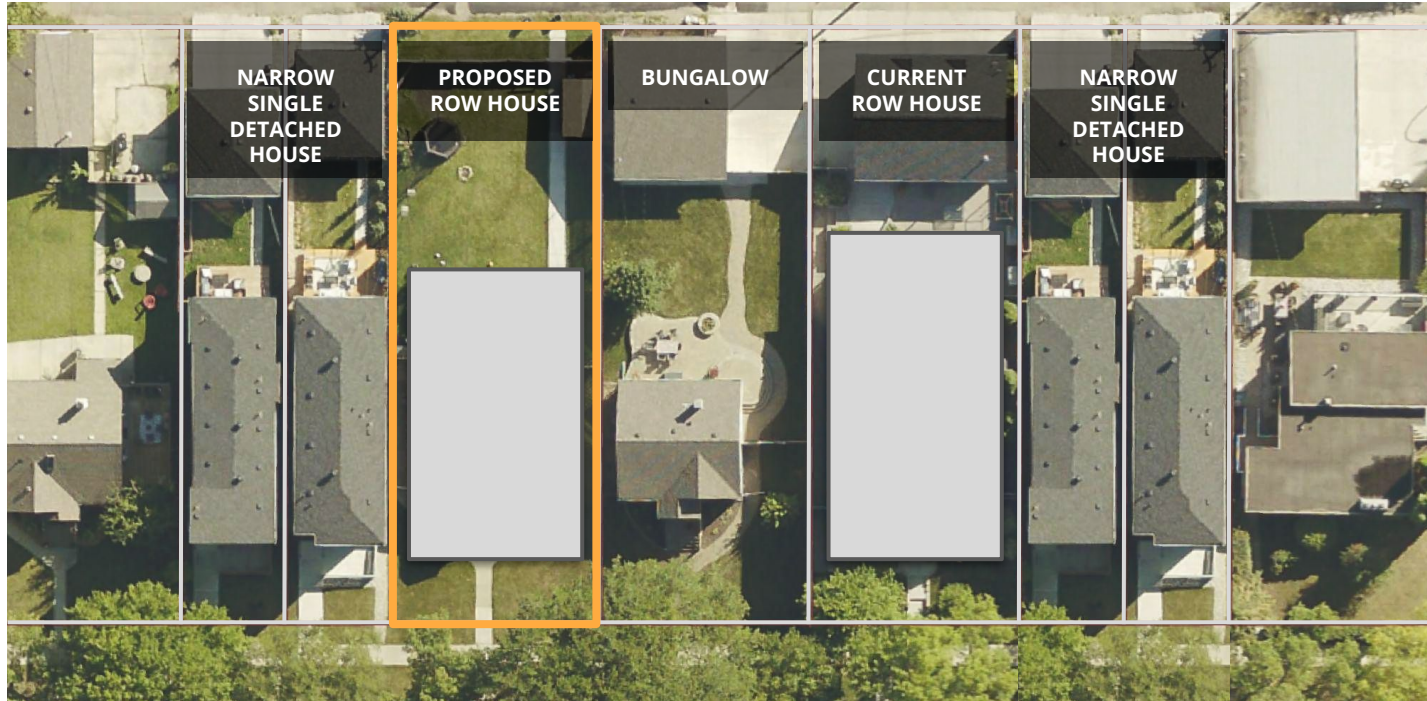 NARROW
SINGLE
DETACHED
HOUSE
PROPOSED
ROW HOUSE
BUNGALOW
CURRENT
ROW HOUSE
NARROW
SINGLE
DETACHED
HOUSE